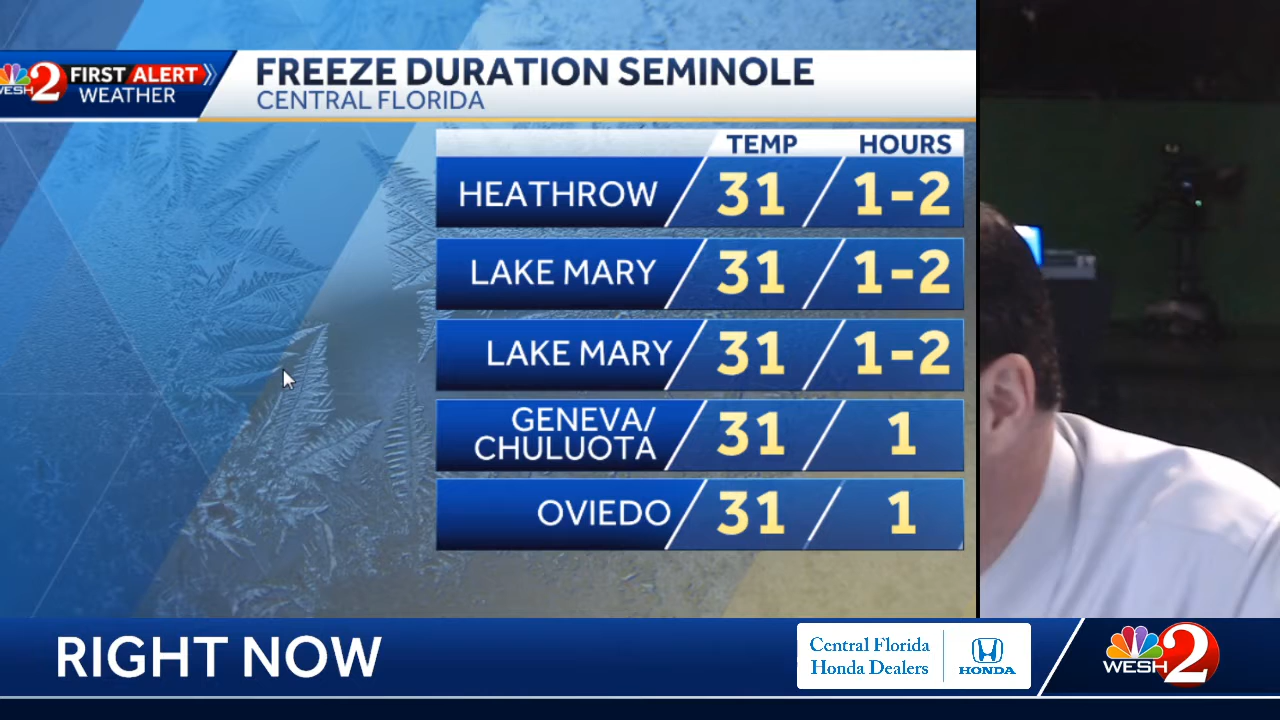 WESH 2
FIRST ALERT
WEATHER
FREEZE DURATION SEMINOLE
CENTRAL FLORIDA
TEMP HOURS
HEATHROW 31 1-2
LAKE MARY 31 1-2
LAKE MARY 31 1-2
GENEVA/
CHULUOTA 31 1
OVIEDO 31 1
RIGHT NOW
Central Florida
Honda Dealers
HONDA
WESH 2